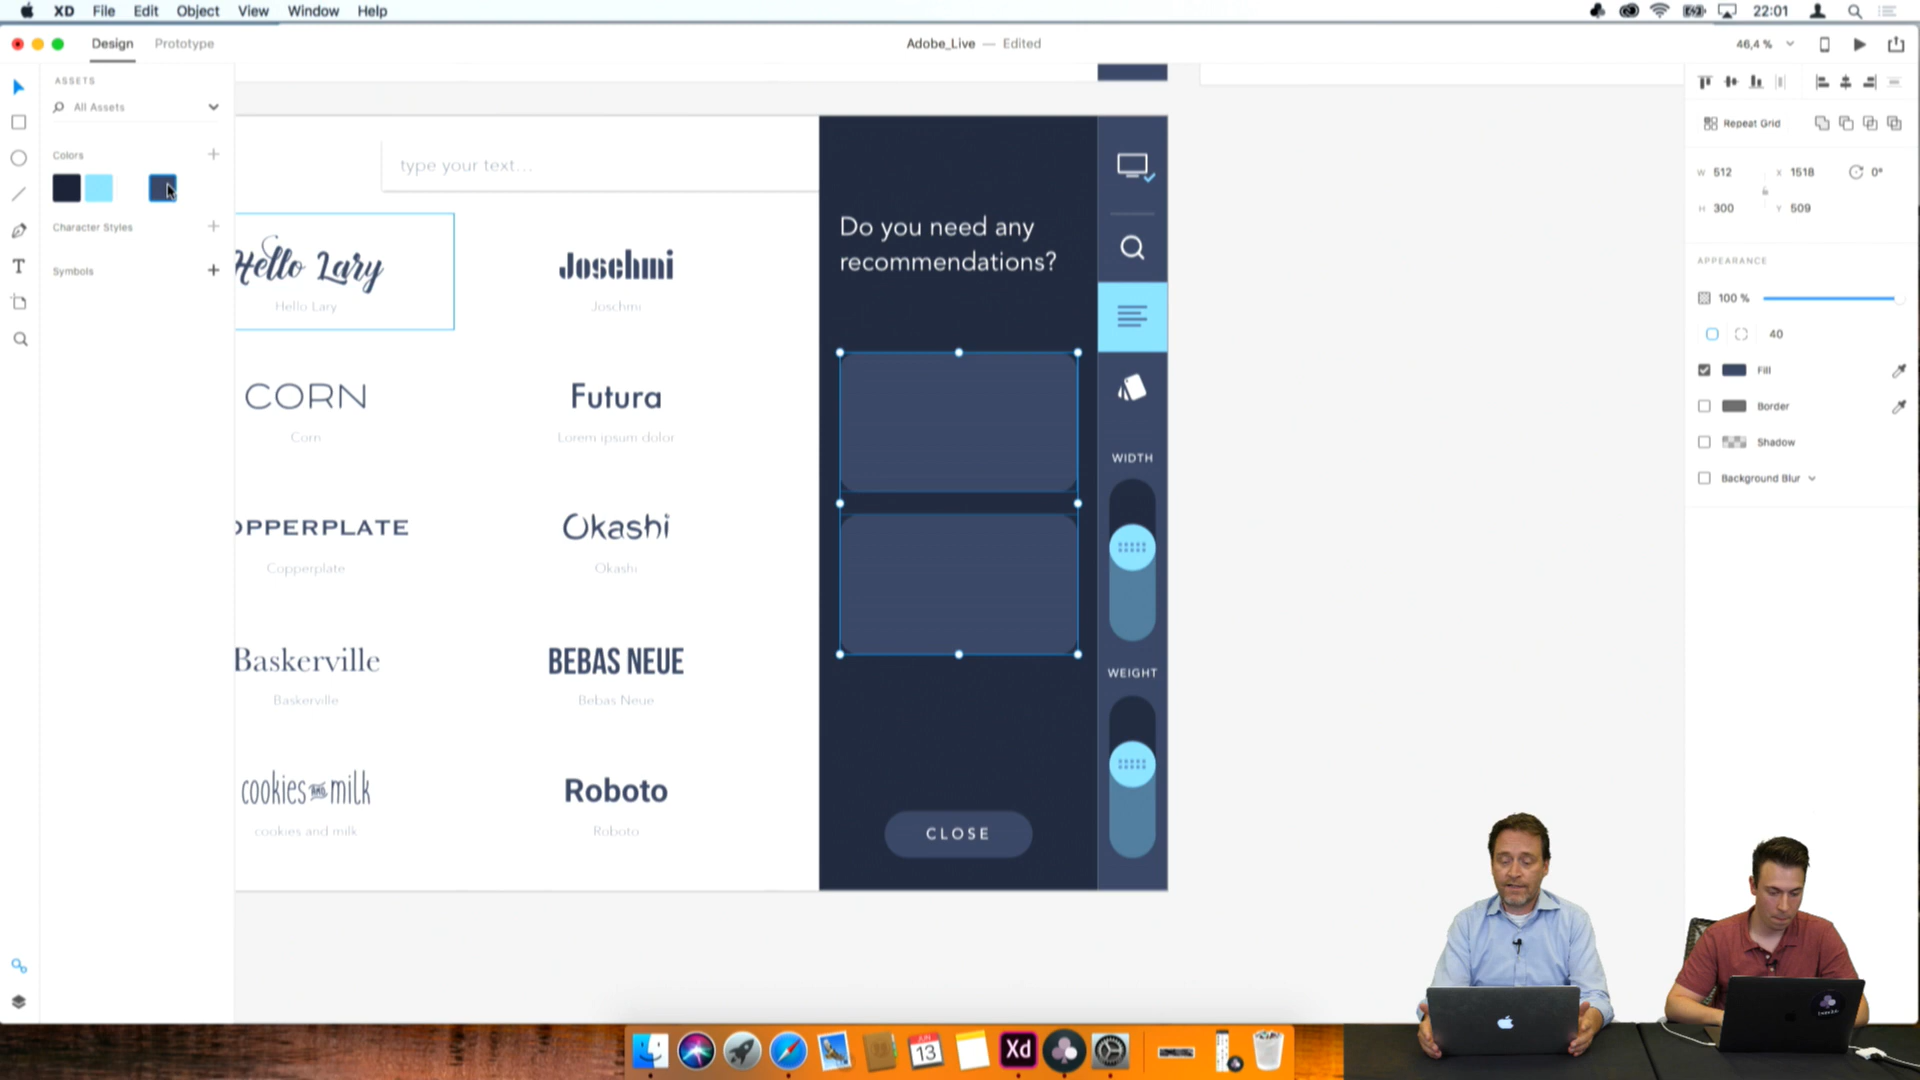 XD File Edit Object View Window Help
22:01
Design Prototype
Adobe_Live — Edited
46,4 %
ASSETS
All Assets
Colors
Character Styles
Symbols
type your text...
Hello Lary
Hello Lary
Joschmi
Joschmi
CORN
Corn
Futura
Lorem ipsum dolor
OPPERPLATE
Copperplate
Okashi
Okashi
Baskerville
Baskerville
BEBAS NEUE
Bebas Neue
cookies AND milk
cookies and milk
Roboto
Roboto
Do you need any
recommendations?
CLOSE
WIDTH
WEIGHT
Repeat Grid
W 512 X 1518 0°
H 300 Y 509
APPEARANCE
100 %
40
Fill
Border
Shadow
Background Blur
13
Xd